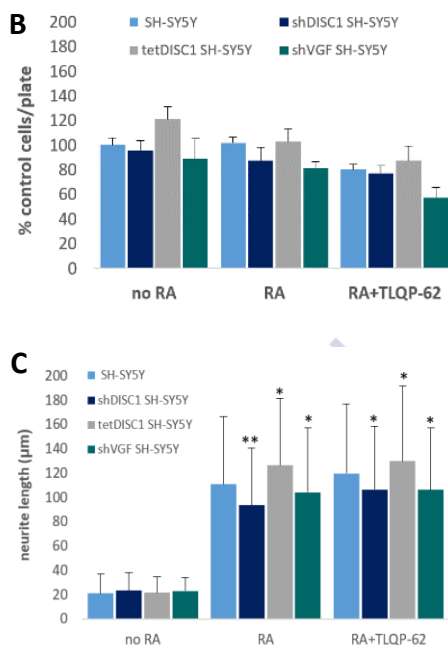 B
SH-SY5Y shDISC1 SH-SY5Y
tetDISC1 SH-SY5Y shVGF SH-SY5Y
% control cells/plate
200
180
160
140
120
100
80
60
40
20
0
no RA RA RA+TLQP-62
C
SH-SY5Y
shDISC1 SH-SY5Y
tetDISC1 SH-SY5Y
shVGF SH-SY5Y
neurite length (µm)
200
180
160
140
120
100
80
60
40
20
0
** * * * * *
no RA RA RA+TLQP-62